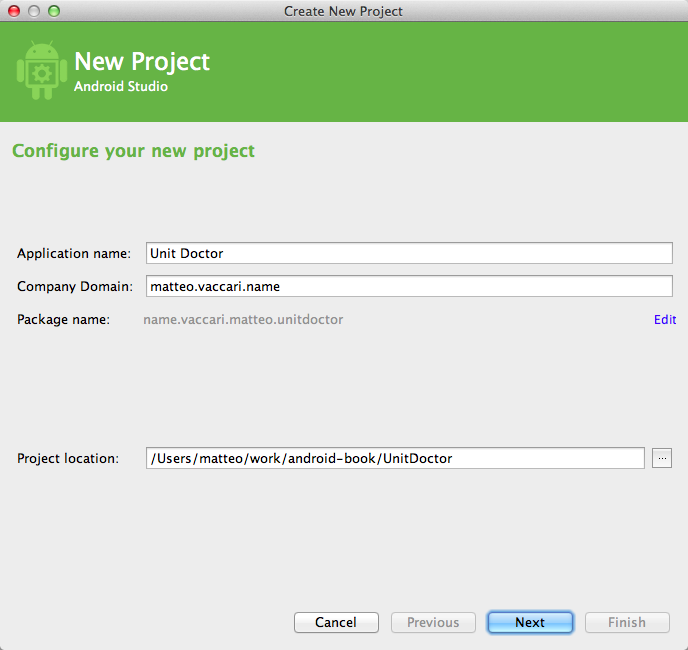 Create New Project
New Project
Android Studio
Configure your new project
Application name: Unit Doctor
Company Domain: matteo.vaccari.name
Package name: name.vaccari.matteo.unitdoctor Edit
Project location: /Users/matteo/work/android-book/UnitDoctor ...
Cancel Previous Next Finish